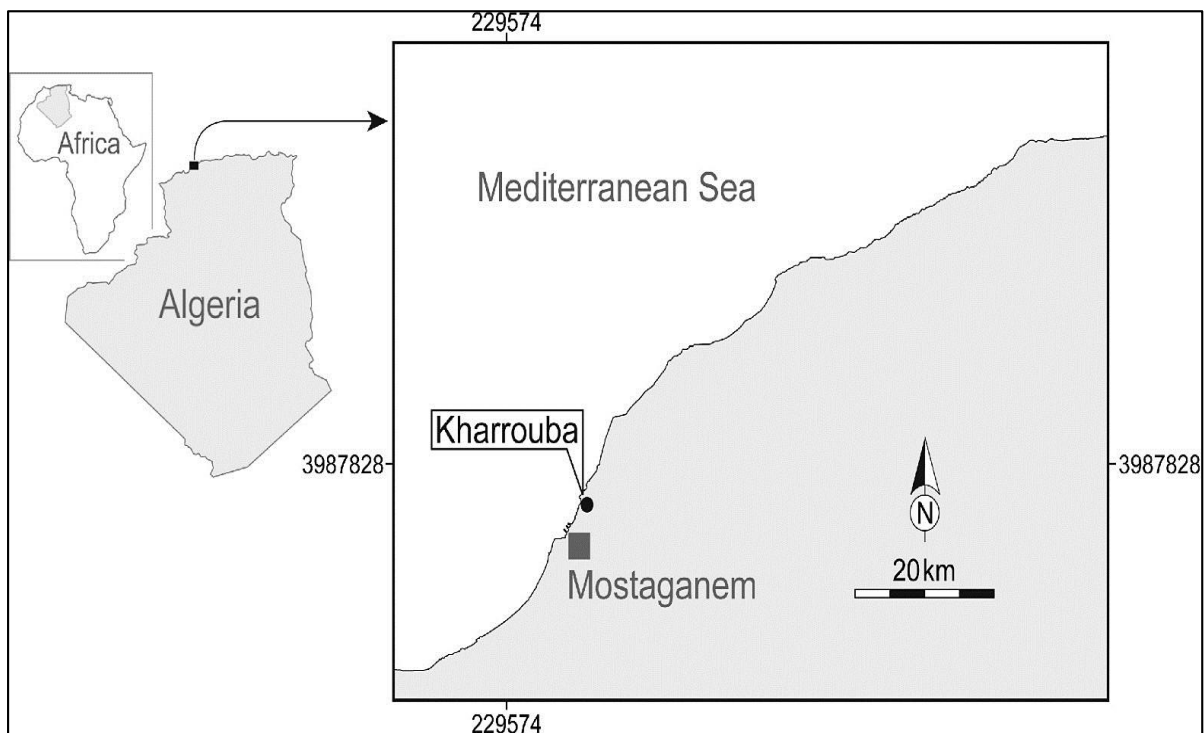 229574
Africa
Mediterranean Sea
Algeria
Kharrouba
3987828
3987828
N
20 km
Mostaganem
229574